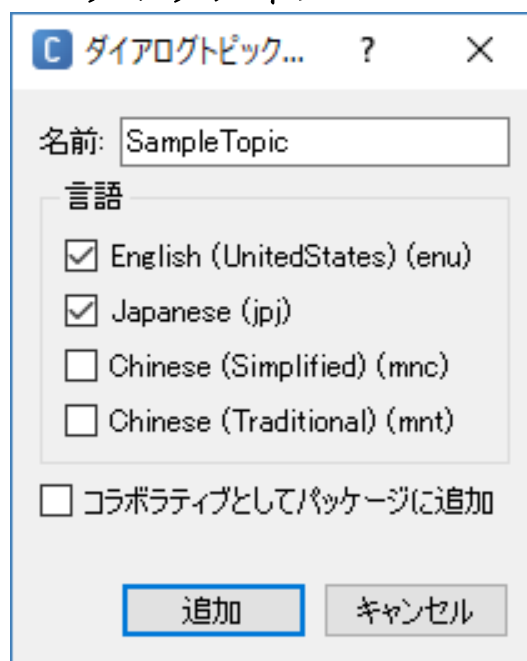 ダイアログトピック... ?
名前: SampleTopic
言語
English (UnitedStates) (enu)
Japanese (jpj)
Chinese (Simplified) (mnc)
Chinese (Traditional) (mnt)
コラボラティブとしてパッケージに追加
追加 キャンセル